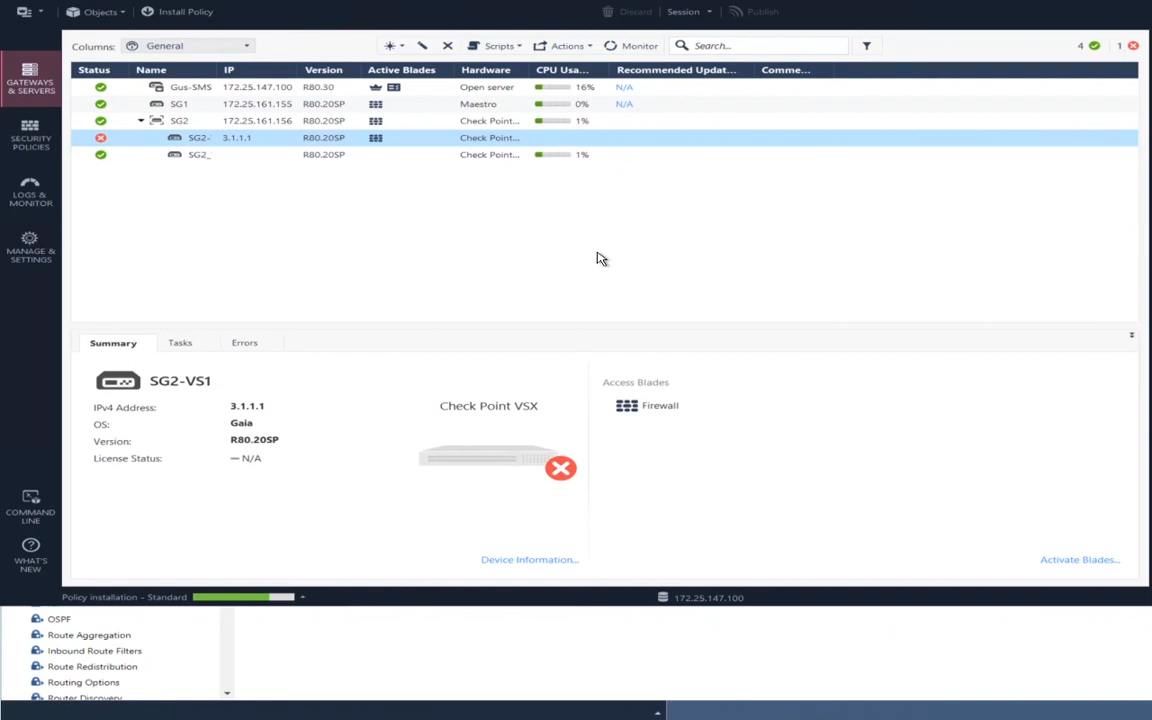 Objects Install Policy Discard Session Publish
Columns: General Scripts Actions Monitor Search... 4 1
Status Name IP Version Active Blades Hardware CPU Usa... Recommended Updat... Comme...
Gus-SMS 172.25.147.100 R80.30 Open server 16% N/A
SG1 172.25.161.155 R80.20SP Maestro 0% N/A
SG2 172.25.161.156 R80.20SP Check Point... 1%
SG2- 3.1.1.1 R80.20SP Check Point...
SG2_ R80.20SP Check Point... 1%
GATEWAYS
& SERVERS
SECURITY
POLICIES
LOGS &
MONITOR
MANAGE &
SETTINGS
COMMAND
LINE
WHAT'S
NEW
Summary Tasks Errors
SG2-VS1
IPv4 Address: 3.1.1.1
OS: Gaia
Version: R80.20SP
License Status: — N/A
Check Point VSX
Device Information...
Access Blades
Firewall
Activate Blades...
Policy installation - Standard 172.25.147.100
OSPF
Route Aggregation
Inbound Route Filters
Route Redistribution
Routing Options
Router Discovery